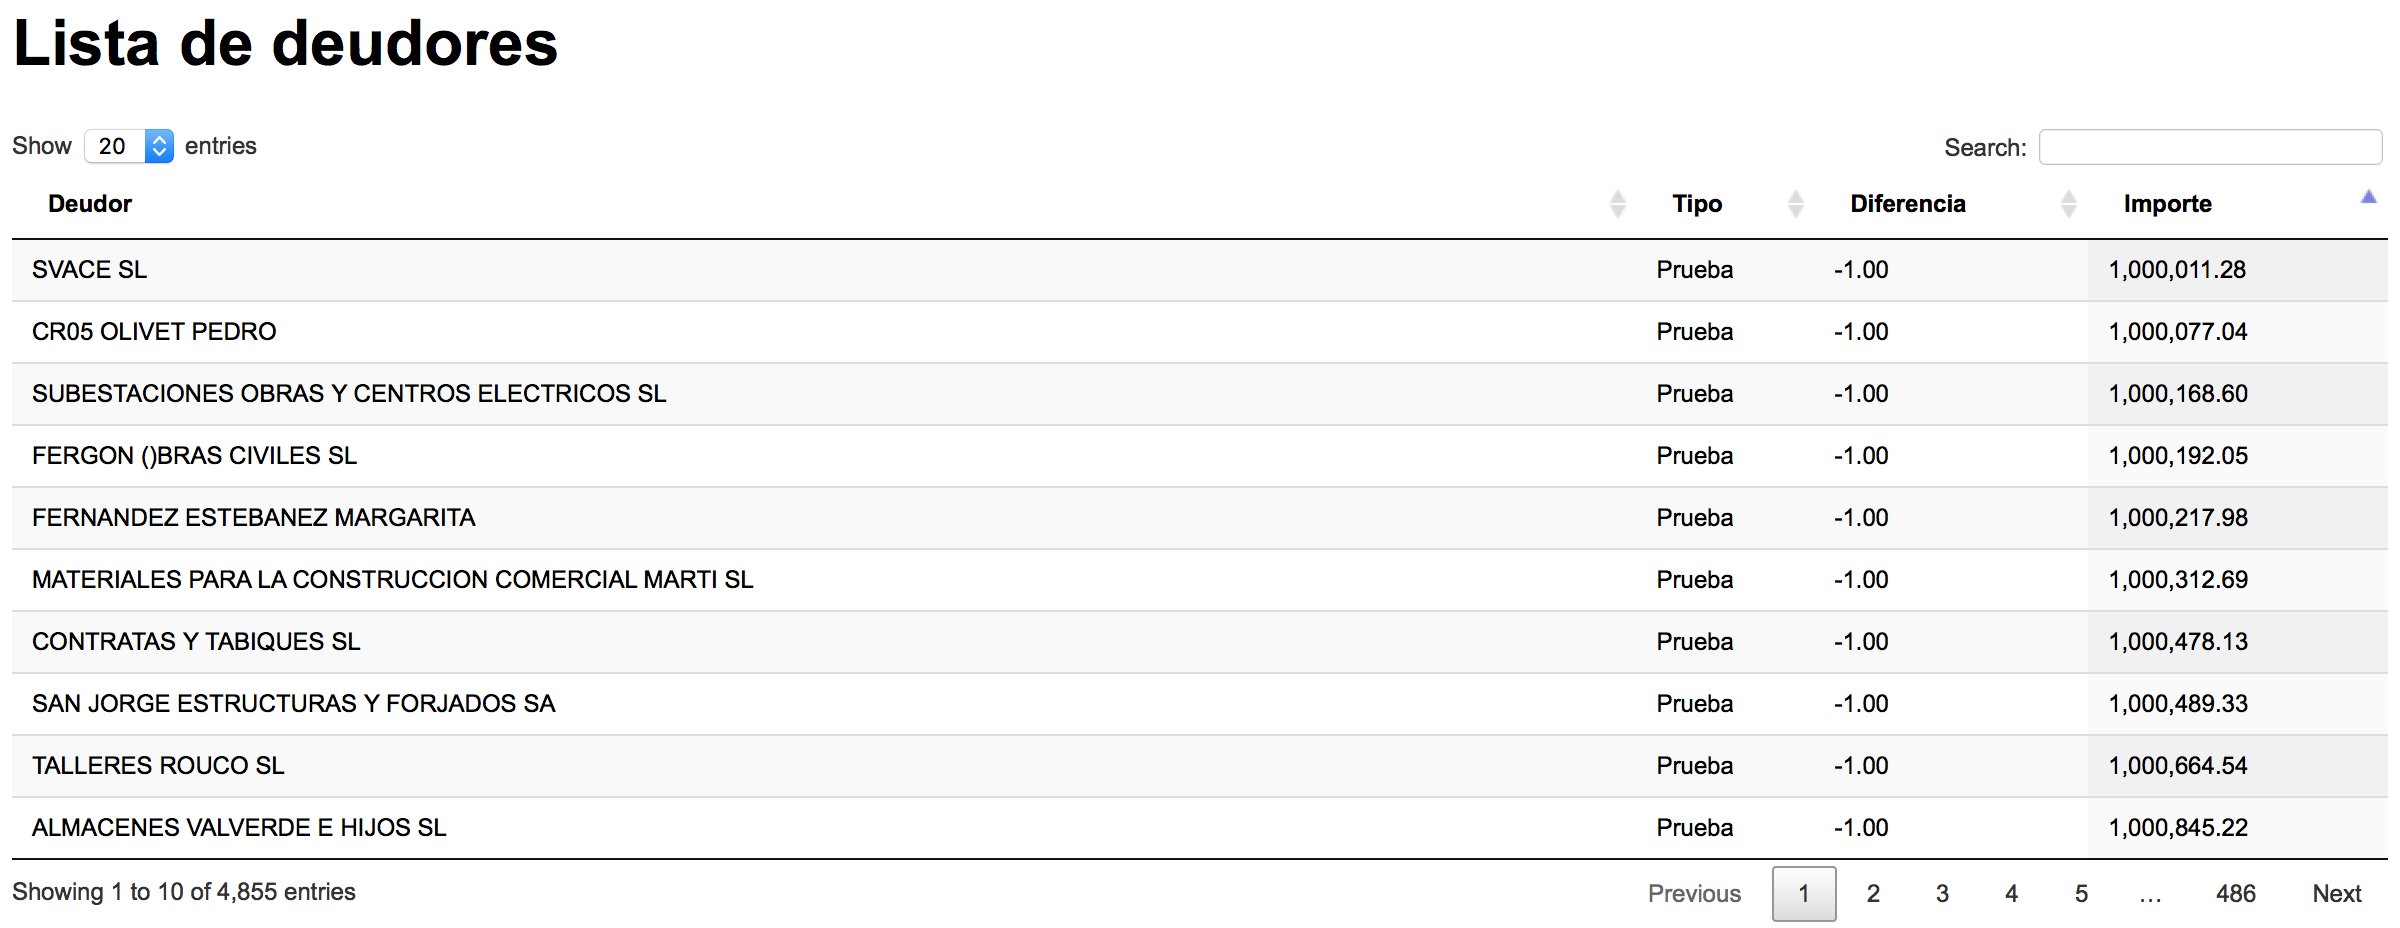 Lista de deudores
Show 20 entries Search:
Deudor Tipo Diferencia Importe
SVACE SL Prueba -1.00 1,000,011.28
CR05 OLIVET PEDRO Prueba -1.00 1,000,077.04
SUBESTACIONES OBRAS Y CENTROS ELECTRICOS SL Prueba -1.00 1,000,168.60
FERGON ()BRAS CIVILES SL Prueba -1.00 1,000,192.05
FERNANDEZ ESTEBANEZ MARGARITA Prueba -1.00 1,000,217.98
MATERIALES PARA LA CONSTRUCCION COMERCIAL MARTI SL Prueba -1.00 1,000,312.69
CONTRATAS Y TABIQUES SL Prueba -1.00 1,000,478.13
SAN JORGE ESTRUCTURAS Y FORJADOS SA Prueba -1.00 1,000,489.33
TALLERES ROUCO SL Prueba -1.00 1,000,664.54
ALMACENES VALVERDE E HIJOS SL Prueba -1.00 1,000,845.22
Showing 1 to 10 of 4,855 entries Previous 1 2 3 4 5 … 486 Next